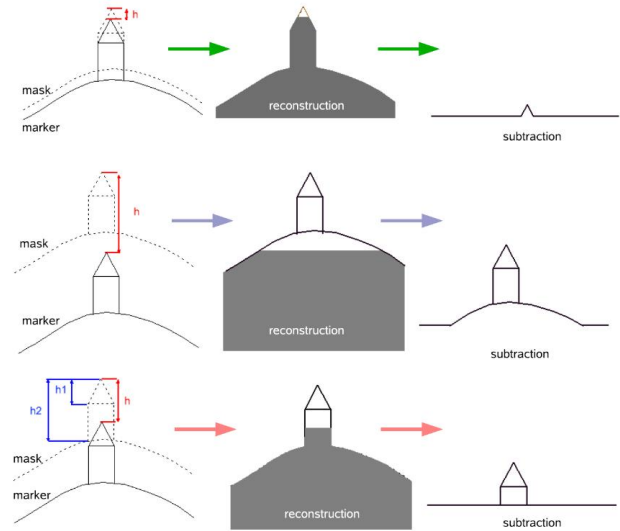 h
mask
marker
reconstruction
subtraction
h
mask
marker
reconstruction
subtraction
h1
h
h2
mask
marker
reconstruction
subtraction